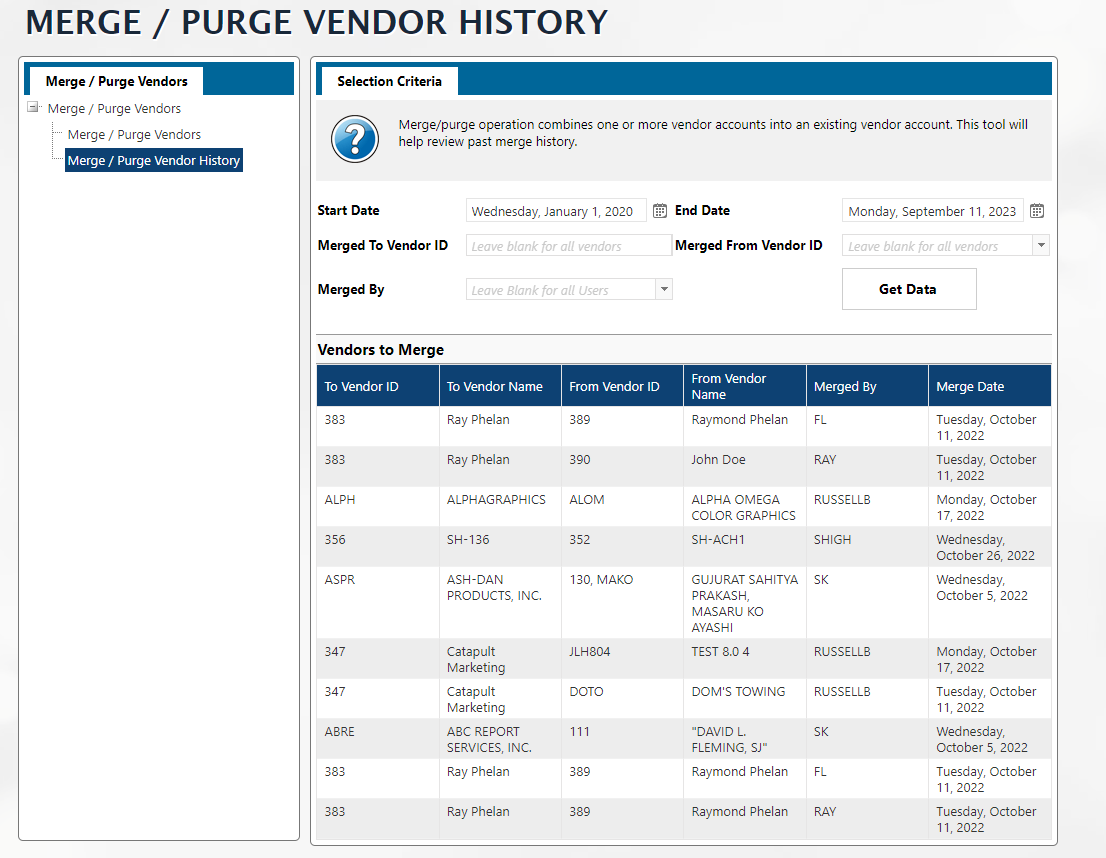 MERGE / PURGE VENDOR HISTORY
Merge / Purge Vendors
Merge / Purge Vendors
Merge / Purge Vendors
Merge / Purge Vendor History
Selection Criteria
?
Merge/purge operation combines one or more vendor accounts into an existing vendor account. This tool will
help review past merge history.
Start Date Wednesday, January 1, 2020 End Date Monday, September 11, 2023
Merged To Vendor ID Leave blank for all vendors Merged From Vendor ID Leave blank for all vendors
Merged By Leave Blank for all Users Get Data
Vendors to Merge
To Vendor ID To Vendor Name From Vendor ID From Vendor Merged By Merge Date
Name
383 Ray Phelan 389 Raymond Phelan FL Tuesday, October
11, 2022
383 Ray Phelan 390 John Doe RAY Tuesday, October
11, 2022
ALPH ALPHAGRAPHICS ALOM ALPHA OMEGA RUSSELLB Monday, October
COLOR GRAPHICS 17, 2022
356 SH-136 352 SH-ACH1 SHIGH Wednesday,
October 26, 2022
ASPR ASH-DAN 130, MAKO GUJURAT SAHITYA SK Wednesday,
PRODUCTS, INC. PRAKASH, October 5, 2022
MASARU KO
AYASHI
347 Catapult JLH804 TEST 8.0 4 RUSSELLB Monday, October
Marketing 17, 2022
347 Catapult DOTO DOM'S TOWING RUSSELLB Tuesday, October
Marketing 11, 2022
ABRE ABC REPORT 111 "DAVID L. SK Wednesday,
SERVICES, INC. FLEMING, SJ" October 5, 2022
383 Ray Phelan 389 Raymond Phelan FL Tuesday, October
11, 2022
383 Ray Phelan 389 Raymond Phelan RAY Tuesday, October
11, 2022